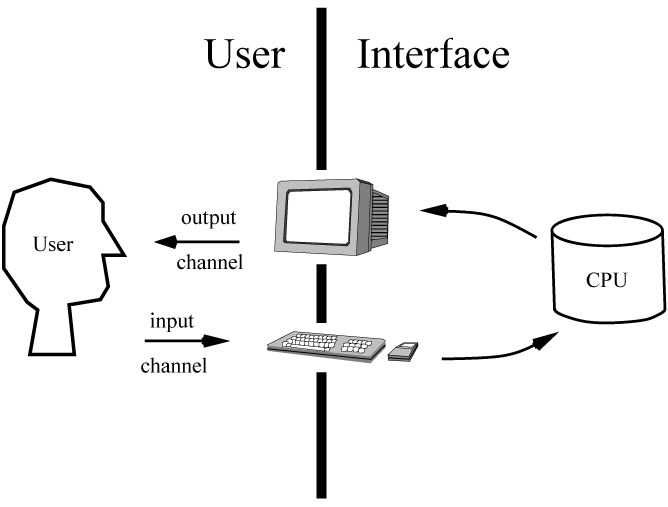 User
Interface
output
channel
User
CPU
input
channel